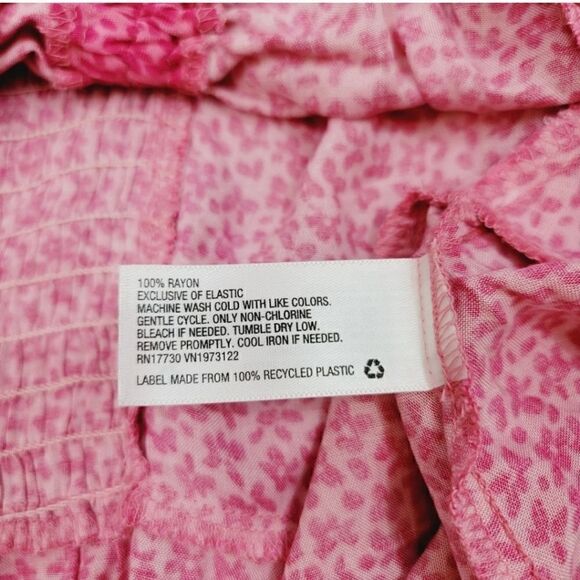 100% RAYON
EXCLUSIVE OF ELASTIC
MACHINE WASH COLD WITH LIKE COLORS.
GENTLE CYCLE. ONLY NON-CHLORINE
BLEACH IF NEEDED. TUMBLE DRY LOW.
REMOVE PROMPTLY. COOL IRON IF NEEDED.
RN17730 VN1973122
LABEL MADE FROM 100% RECYCLED PLASTIC